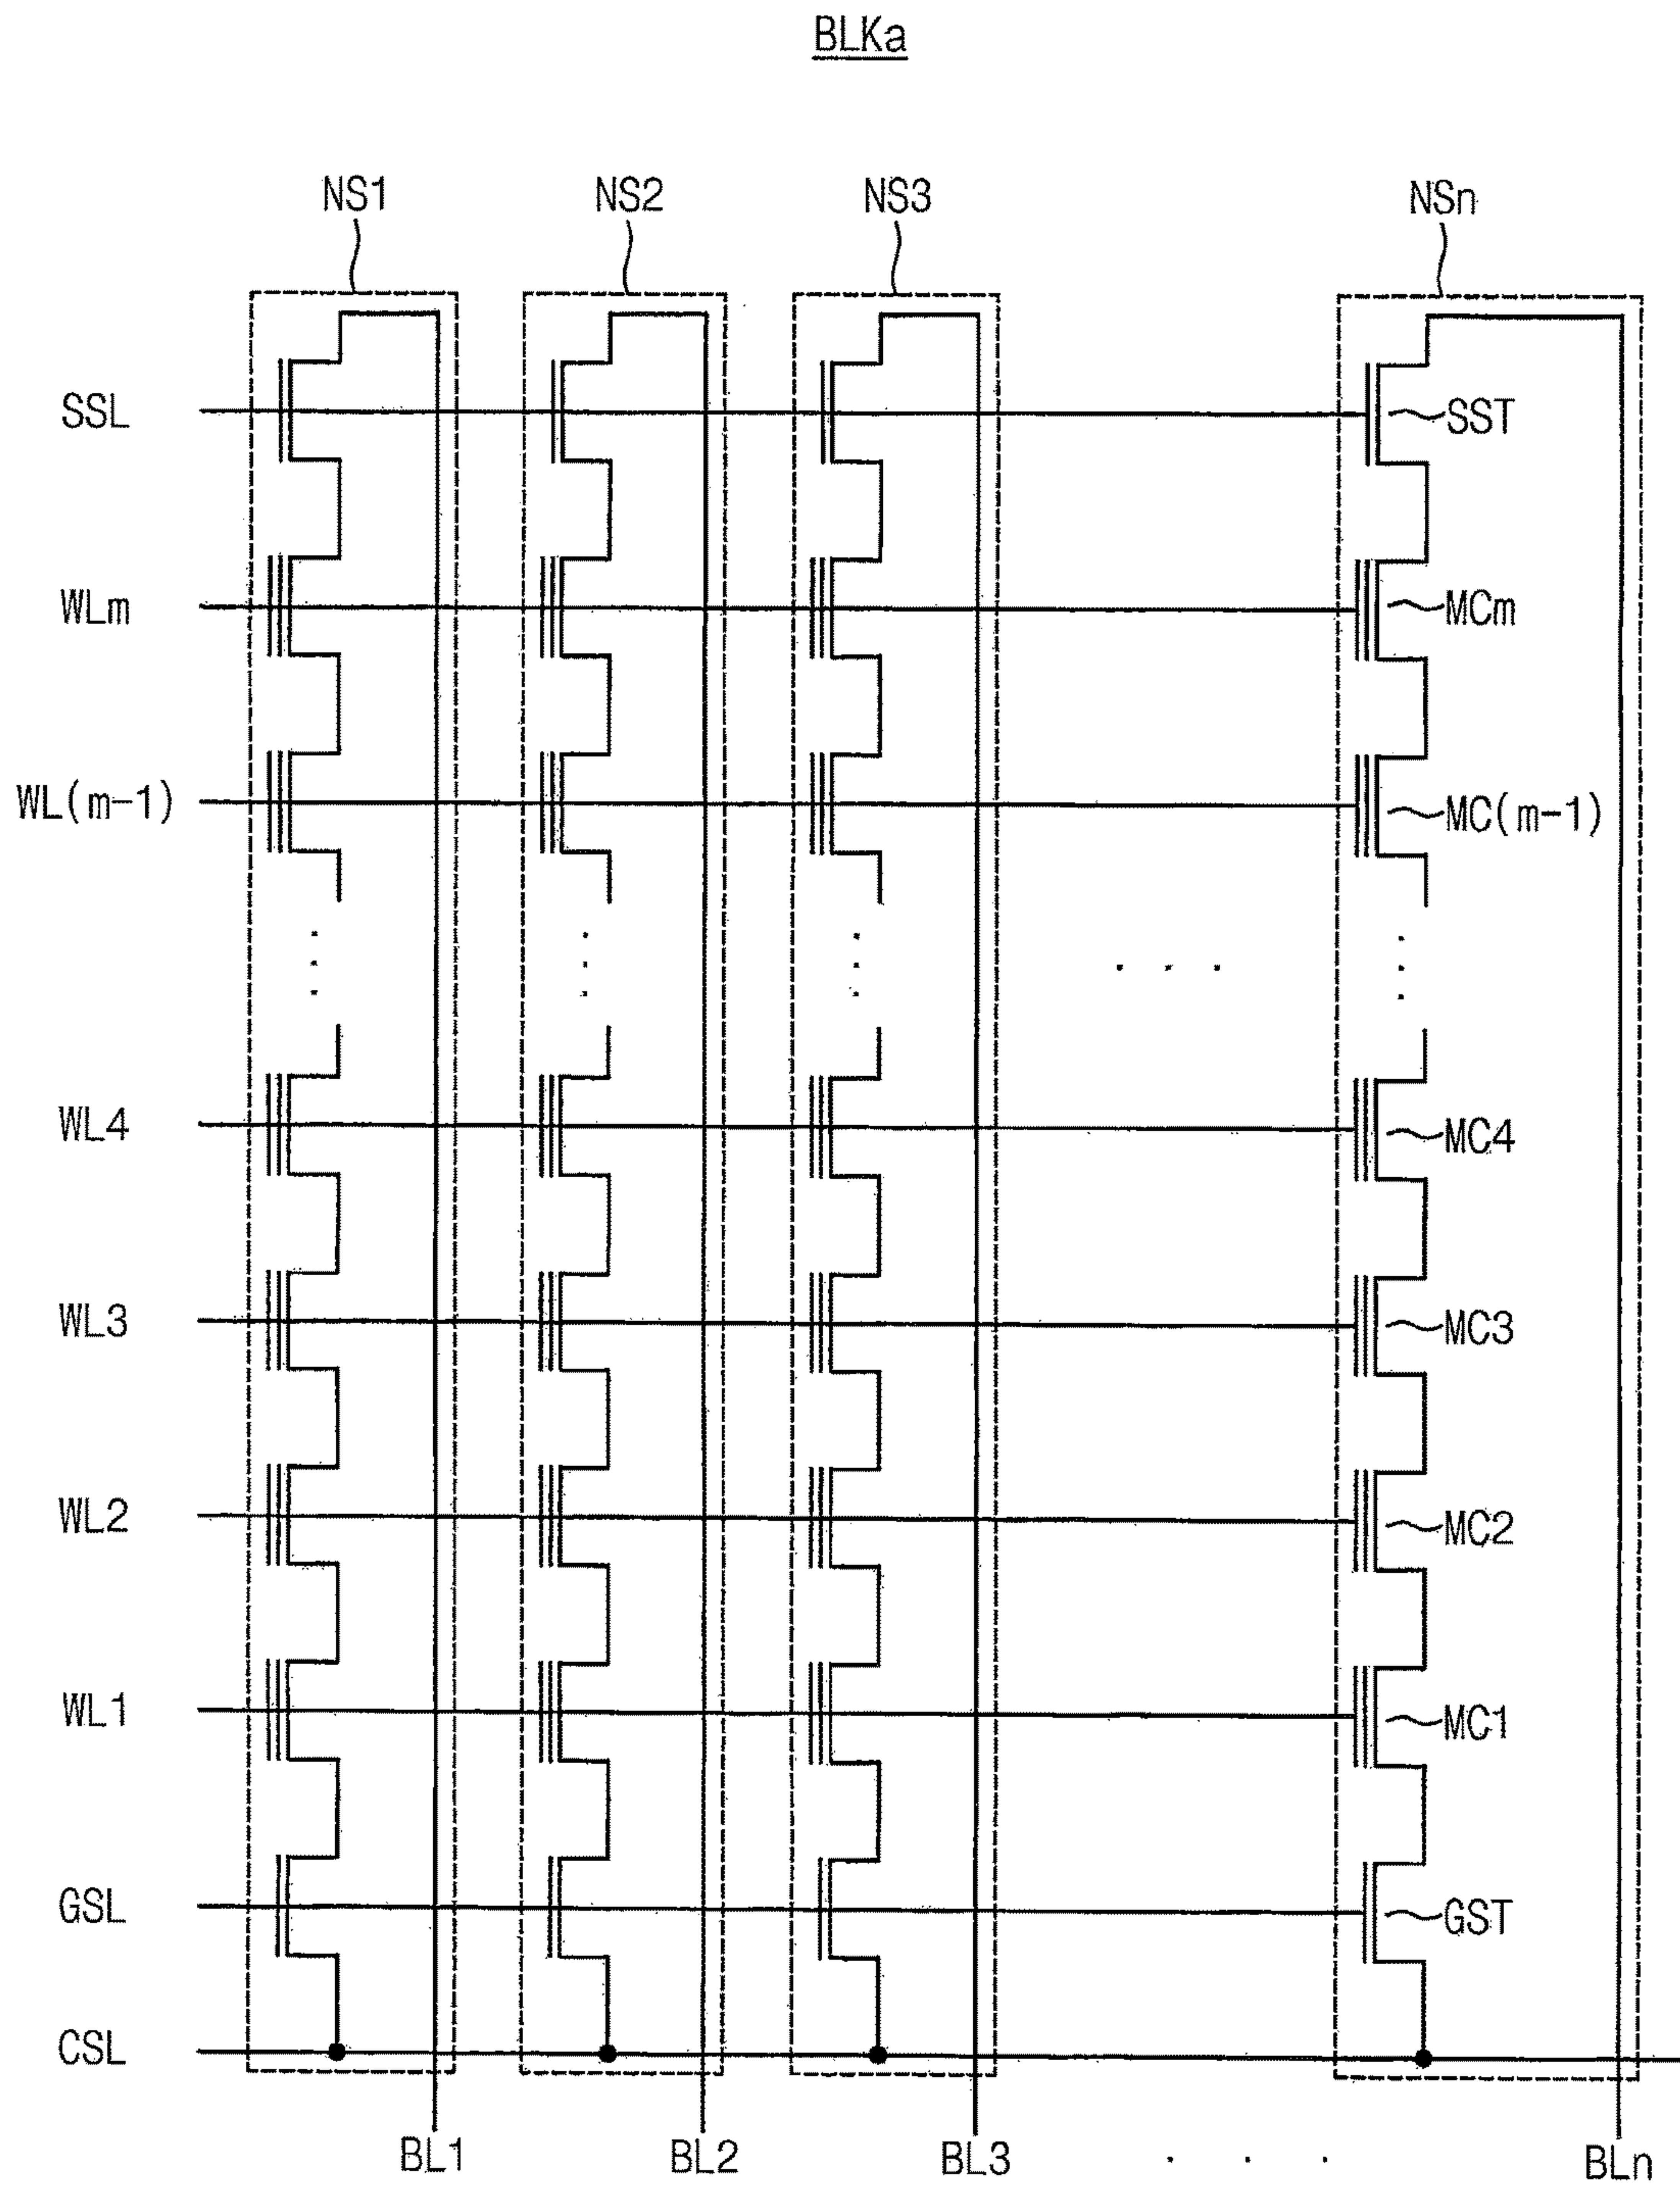 BLKa
NS1 NS2 NS3 NSn
SSL SST
WLm MCm
WL(m-1) MC(m-1)
WL4 MC4
WL3 MC3
WL2 MC2
WL1 MC1
GSL GST
CSL
BL1 BL2 BL3 . . . BLn